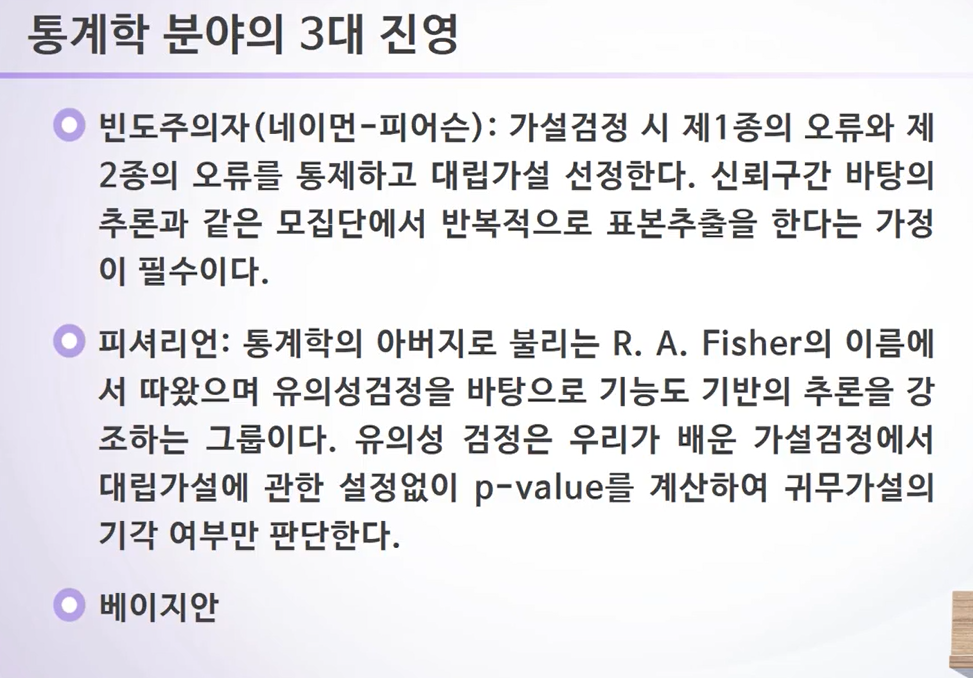 통계학 분야의 3대 진영
빈도주의자(네이먼-피어슨): 가설검정 시 제1종의 오류와 제
2종의 오류를 통제하고 대립가설 선정한다. 신뢰구간 바탕의
추론과 같은 모집단에서 반복적으로 표본추출을 한다는 가정
이 필수이다.
피셔리언: 통계학의 아버지로 불리는 R. A. Fisher의 이름에
서 따왔으며 유의성검정을 바탕으로 기능도 기반의 추론을 강
조하는 그룹이다. 유의성 검정은 우리가 배운 가설검정에서
대립가설에 관한 설정없이 p-value를 계산하여 귀무가설의
기각 여부만 판단한다.
베이지안